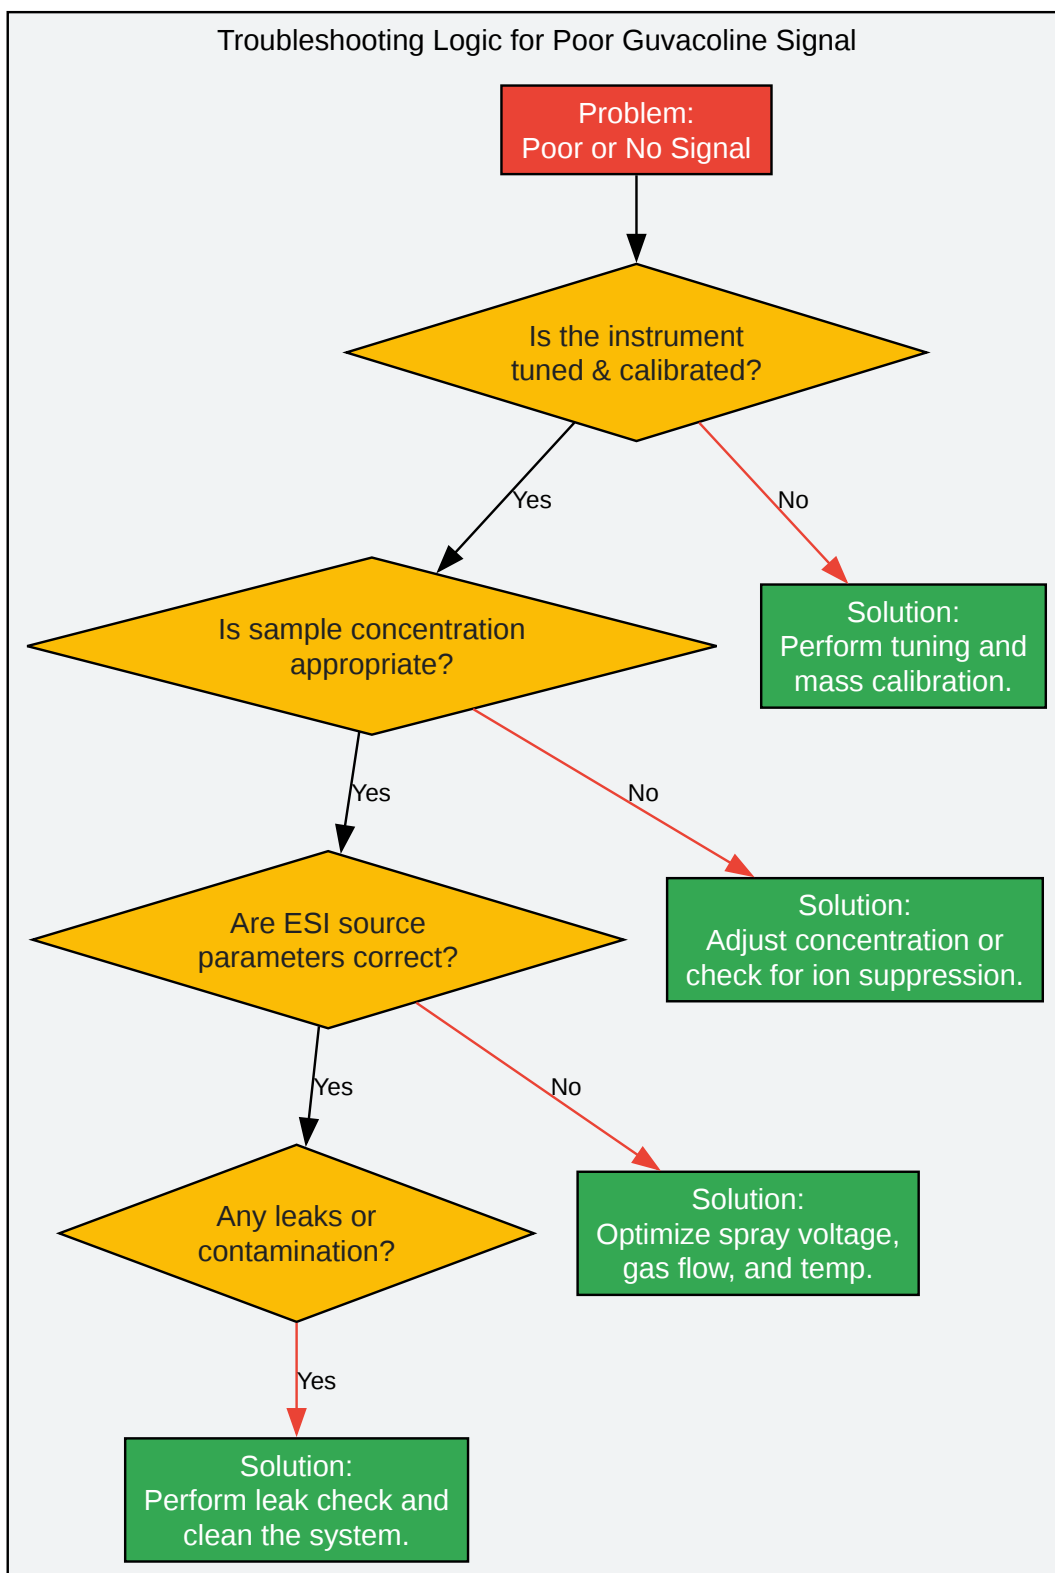 Troubleshooting Logic for Poor Guvacoline Signal
Problem:
Poor or No Signal
Is the instrument
tuned & calibrated?
Yes
No
Is sample concentration
appropriate?
Solution:
Perform tuning and
mass calibration.
Yes
No
Are ESI source
parameters correct?
Solution:
Adjust concentration or
check for ion suppression.
Yes
No
Any leaks or
contamination?
Solution:
Optimize spray voltage,
gas flow, and temp.
Yes
Solution:
Perform leak check and
clean the system.